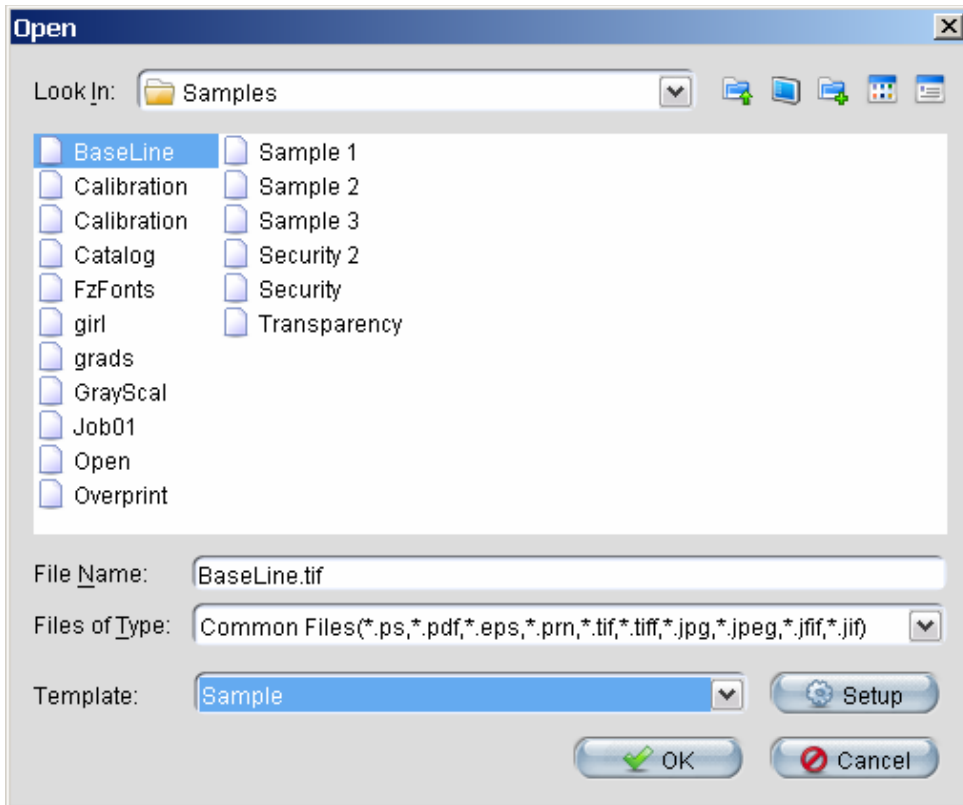 Open
Look In: Samples
BaseLine
Calibration
Calibration
Catalog
FzFonts
girl
grads
GrayScal
Job01
Open
Overprint
Sample 1
Sample 2
Sample 3
Security 2
Security
Transparency
File Name: BaseLine.tif
Files of Type: Common Files(*.ps,*.pdf,*.eps,*.prn,*.tif,*.tiff,*.jpg,*.jpeg,*.jfif,*.jif)
Template: Sample Setup
OK Cancel